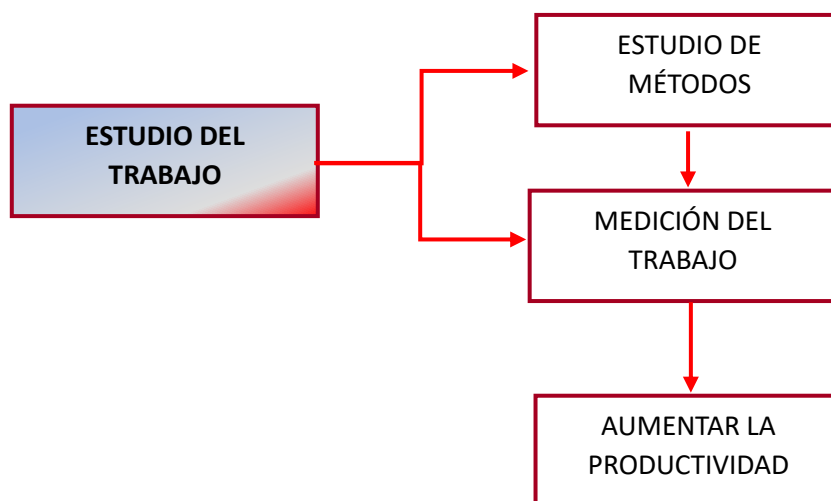 ESTUDIO DE
MÉTODOS
ESTUDIO DEL
TRABAJO
MEDICIÓN DEL
TRABAJO
AUMENTAR LA
PRODUCTIVIDAD